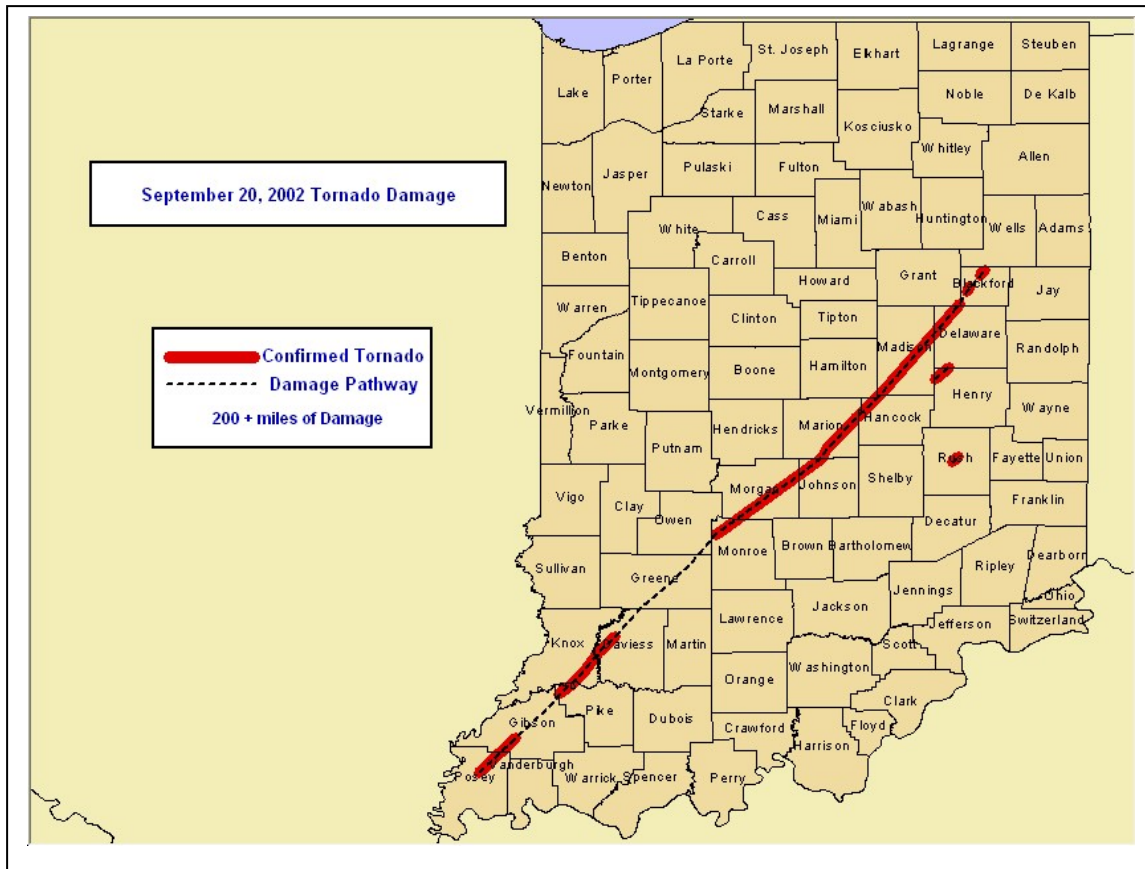 Lagrange
Steuben
St. Joseph
Elkhart
La Porte
Porter
Lake
Noble
De Kalb
Starke
Marshall
Kosciusko
Whitley
Allen
Pulaski
Fulton
Jasper
Newton
September 20, 2002 Tornado Damage
Cass
Miami
Wabash
Huntington
Wells
Adams
White
Benton
Carroll
Grant
Howard
Blackford
Jay
Tippecanoe
Warren
Clinton
Tipton
Delaware
Madison
Randolph
Confirmed Tornado
Fountain
Montgomery
Boone
Hamilton
Damage Pathway
Henry
200 + miles of Damage
Vermillion
Parke
Hendricks
Marion
Hancock
Wayne
Putnam
Rush
Fayette
Union
Morgan
Johnson
Shelby
Vigo
Clay
Franklin
Owen
Decatur
Monroe
Brown
Bartholomew
Dearborn
Sullivan
Greene
Ripley
Jennings
Ohio
Jackson
Lawrence
Jefferson
Switzerland
Knox
Daviess
Martin
Scott
Washington
Orange
Clark
Pike
Dubois
Gibson
Crawford
Floyd
Harrison
Vanderburgh
Posey
Warrick
Spencer
Perry